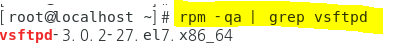 [root@localhost ~]# rpm -qa | grep vsftpd
vsftpd-3.0.2-27.el7.x86_64